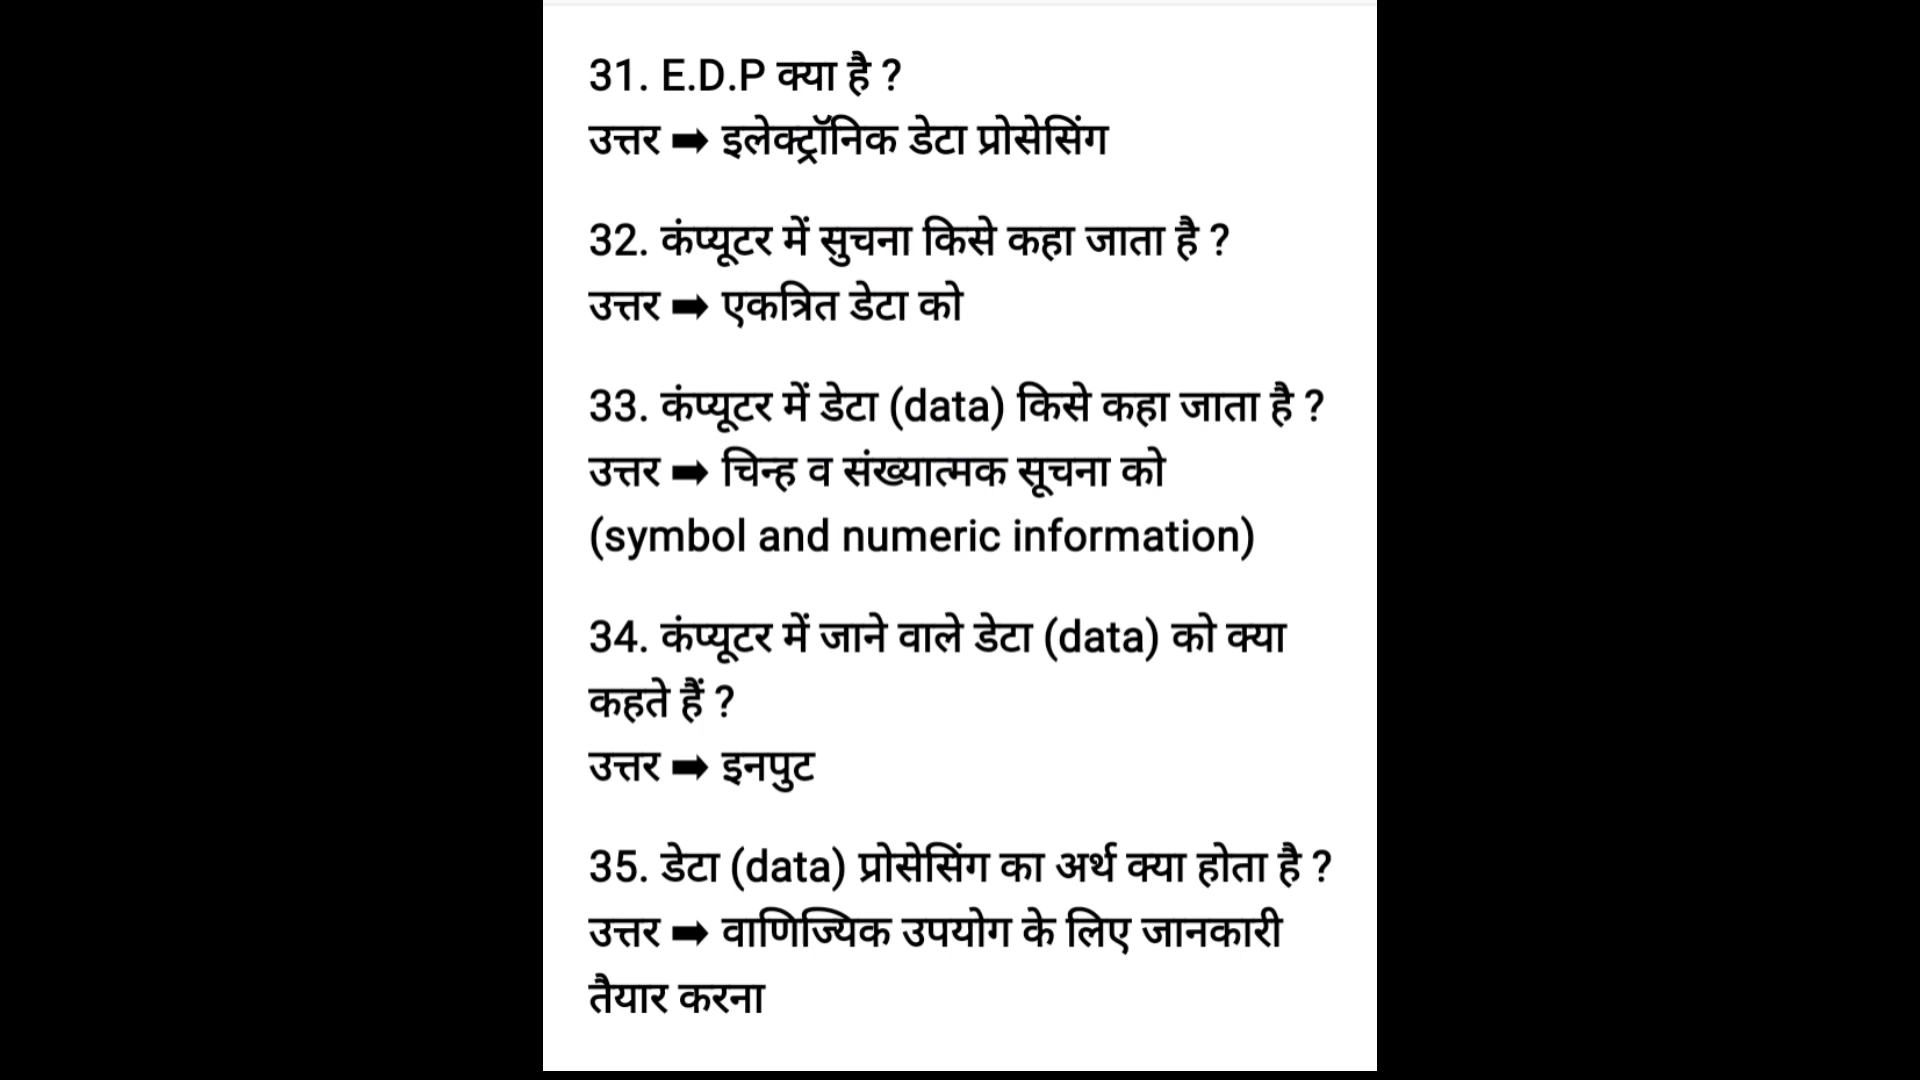 31. E.D.P क्या है ?
उत्तर ➡ इलेक्ट्रॉनिक डेटा प्रोसेसिंग
32. कंप्यूटर में सुचना किसे कहा जाता है ?
उत्तर ➡ एकत्रित डेटा को
33. कंप्यूटर में डेटा (data) किसे कहा जाता है ?
उत्तर ➡ चिन्ह व संख्यात्मक सूचना को
(symbol and numeric information)
34. कंप्यूटर में जाने वाले डेटा (data) को क्या
कहते हैं ?
उत्तर ➡ इनपुट
35. डेटा (data) प्रोसेसिंग का अर्थ क्या होता है ?
उत्तर ➡ वाणिज्यिक उपयोग के लिए जानकारी
तैयार करना